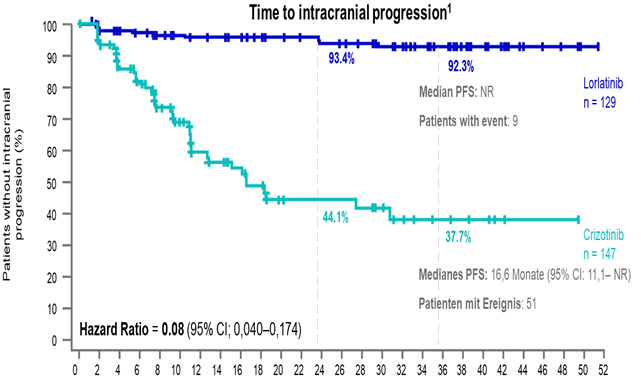 Time to intracranial progression¹
Patients without intracranial
progression (%)
100
90
80
70
60
50
40
30
20
10
0
93.4%
92.3%
Lorlatinib
n = 129
Median PFS: NR
Patients with event: 9
44.1%
37.7%
Crizotinib
n = 147
Medianes PFS: 16,6 Monate (95% CI: 11,1– NR)
Patienten mit Ereignis: 51
Hazard Ratio = 0.08 (95% CI; 0,040–0,174)
0 2 4 6 8 10 12 14 16 18 20 22 24 26 28 30 32 34 36 38 40 42 44 46 48 50 52